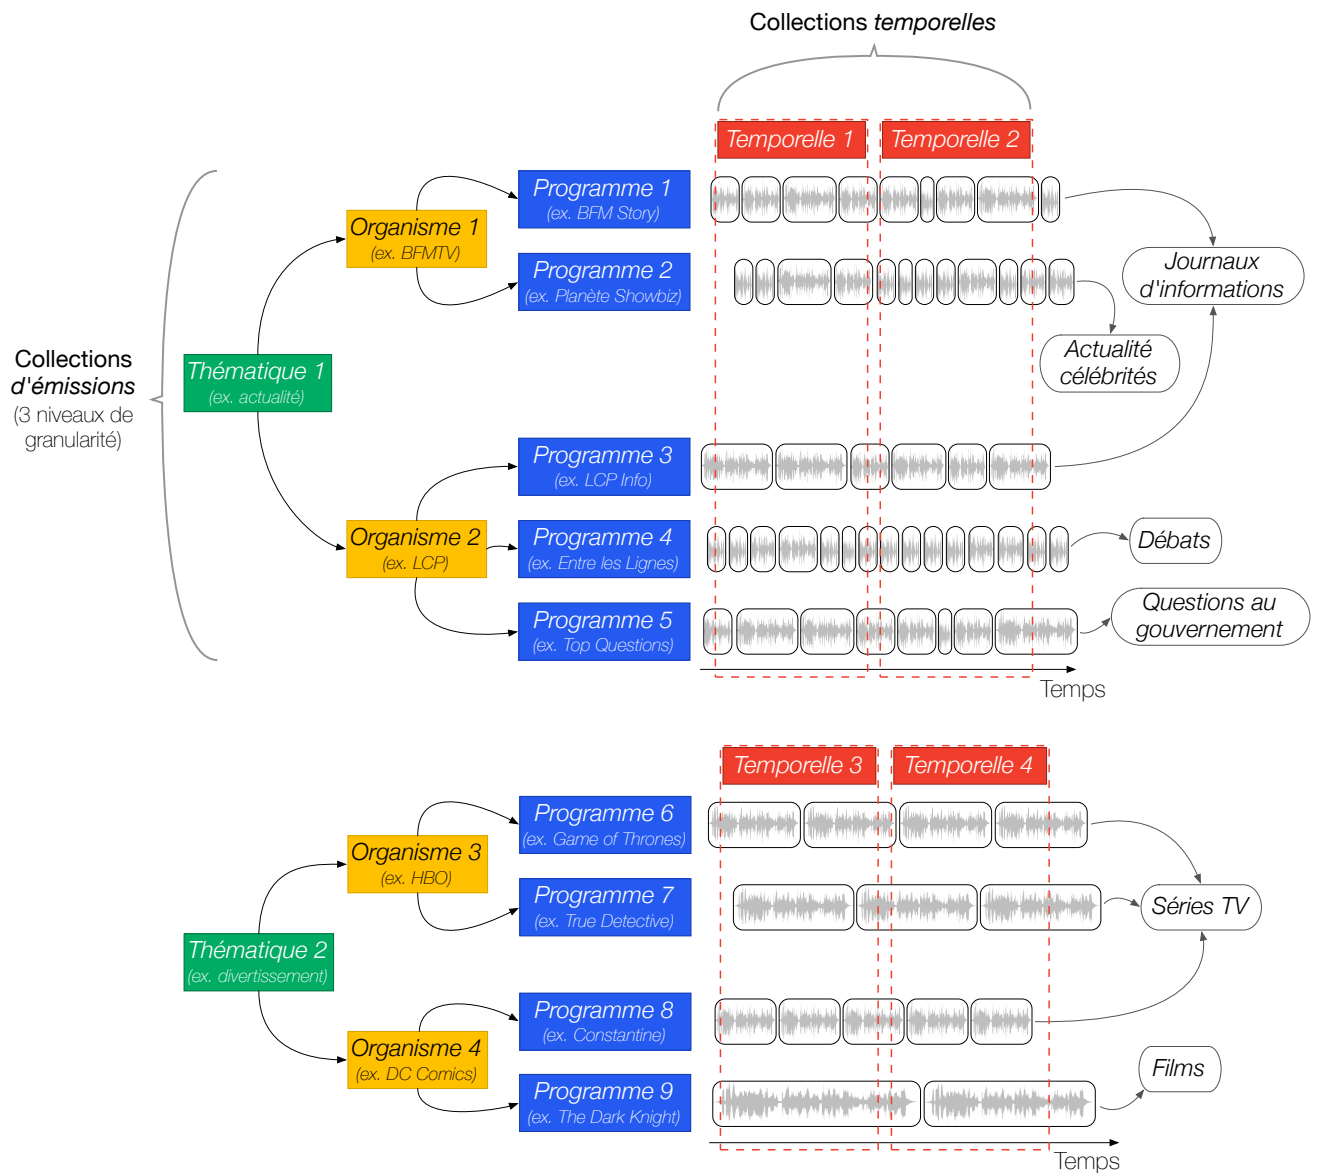 Collections temporelles
Temporelle 1
Temporelle 2
Programme 1
(ex. BFM Story)
Organisme 1
(ex. BFMTV)
Programme 2
(ex. Planète Showbiz)
Journaux
d'informations
Actualité
célébrités
Collections
d'émissions
(3 niveaux de
granularité)
Thématique 1
(ex. actualité)
Programme 3
(ex. LCP Info)
Organisme 2
(ex. LCP)
Programme 4
(ex. Entre les Lignes)
Débats
Programme 5
(ex. Top Questions)
Questions au
gouvernement
Temps
Temporelle 3
Temporelle 4
Programme 6
(ex. Game of Thrones)
Organisme 3
(ex. HBO)
Programme 7
(ex. True Detective)
Séries TV
Thématique 2
(ex. divertissement)
Programme 8
(ex. Constantine)
Organisme 4
(ex. DC Comics)
Programme 9
(ex. The Dark Knight)
Films
Temps